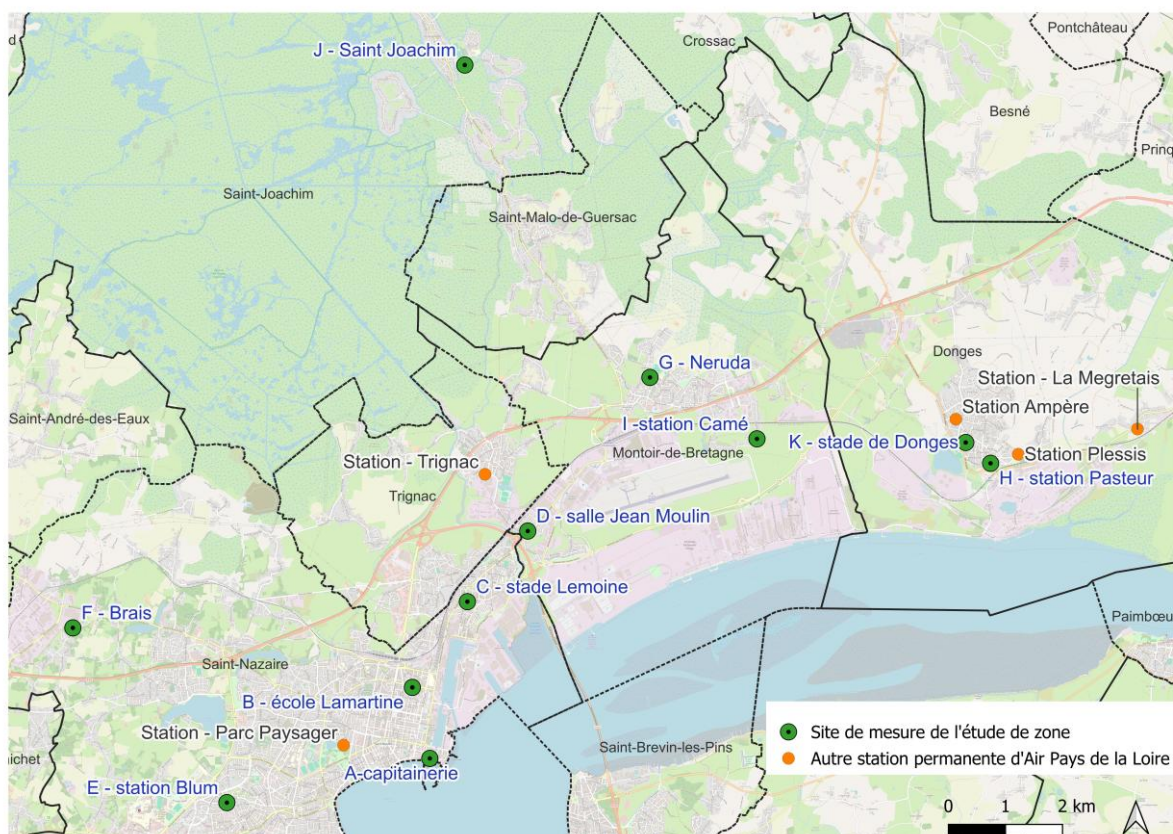 Pontchâteau
J - Saint Joachim
Crossac
Besné
Prinq
Saint-Joachim
Saint-Malo-de-Guersac
Donges
G - Neruda
Station - La Megretais
Station Ampère
Saint-André-des-Eaux
I -station Camé
K - stade de Donges
Montoir-de-Bretagne
Station Plessis
Station - Trignac
H - station Pasteur
Trignac
D - salle Jean Moulin
C - stade Lemoine
F - Brais
Paimbœu
Saint-Nazaire
B - école Lamartine
Station - Parc Paysager
Site de mesure de l'étude de zone
Saint-Brevin-les-Pins
ichet
Autre station permanente d'Air Pays de la Loire
A-capitainerie
E - station Blum
0 1 2 km